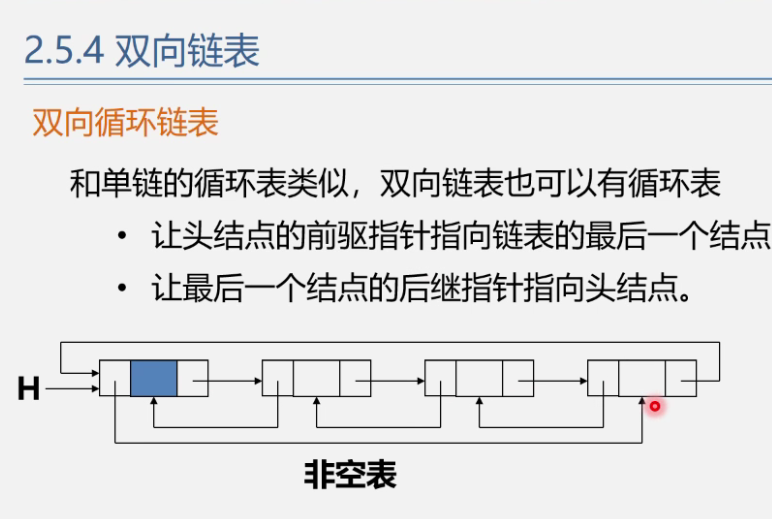 2.5.4 双向链表
双向循环链表
和单链的循环表类似，双向链表也可以有循环表
• 让头结点的前驱指针指向链表的最后一个结点
• 让最后一个结点的后继指针指向头结点。
H
非空表